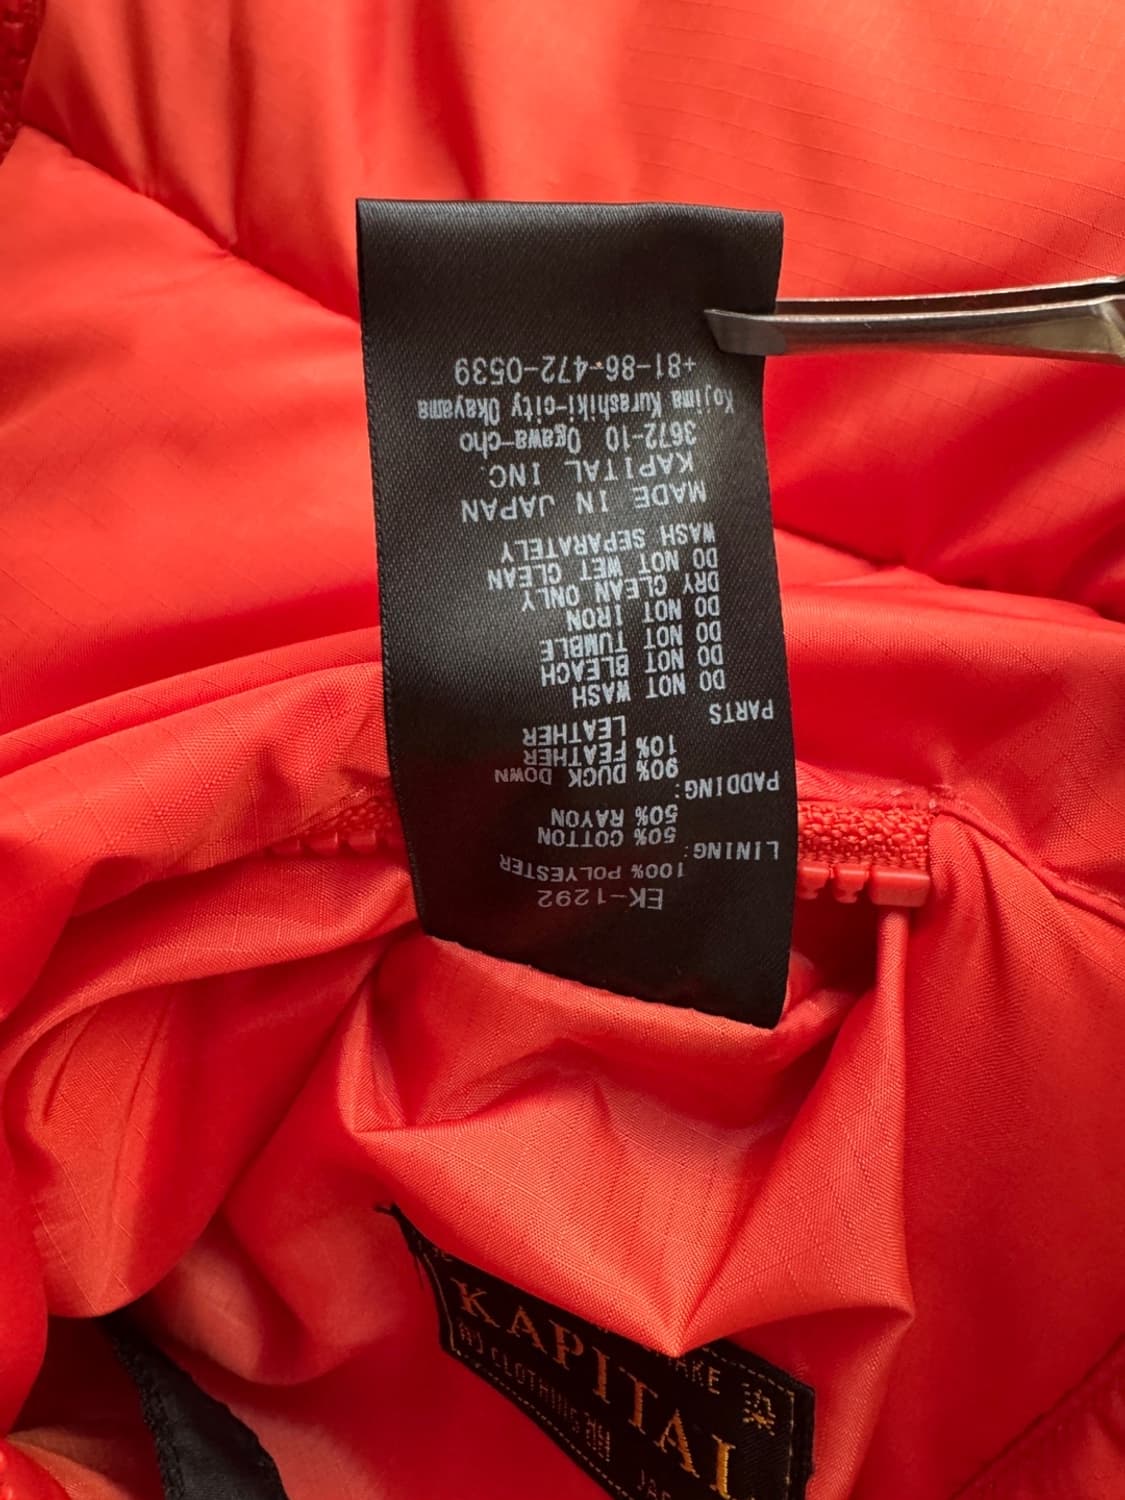 EK-1292
100% POLYESTER
LINING:
50% COTTON
50% RAYON
PADDING:
90% DUCK DOWN
10% FEATHER
LEATHER
PARTS
DO NOT WASH
DO NOT BLEACH
DO NOT TUMBLE
DO NOT IRON
DRY CLEAN ONLY
DO NOT WET CLEAN
WASH SEPARATELY
MADE IN JAPAN
KAPITAL INC.
3672-10 Ogawa-cho
Kojima Kurashiki-city Okayama
+81-86-472-0539
KAPITAL
CLOTHING